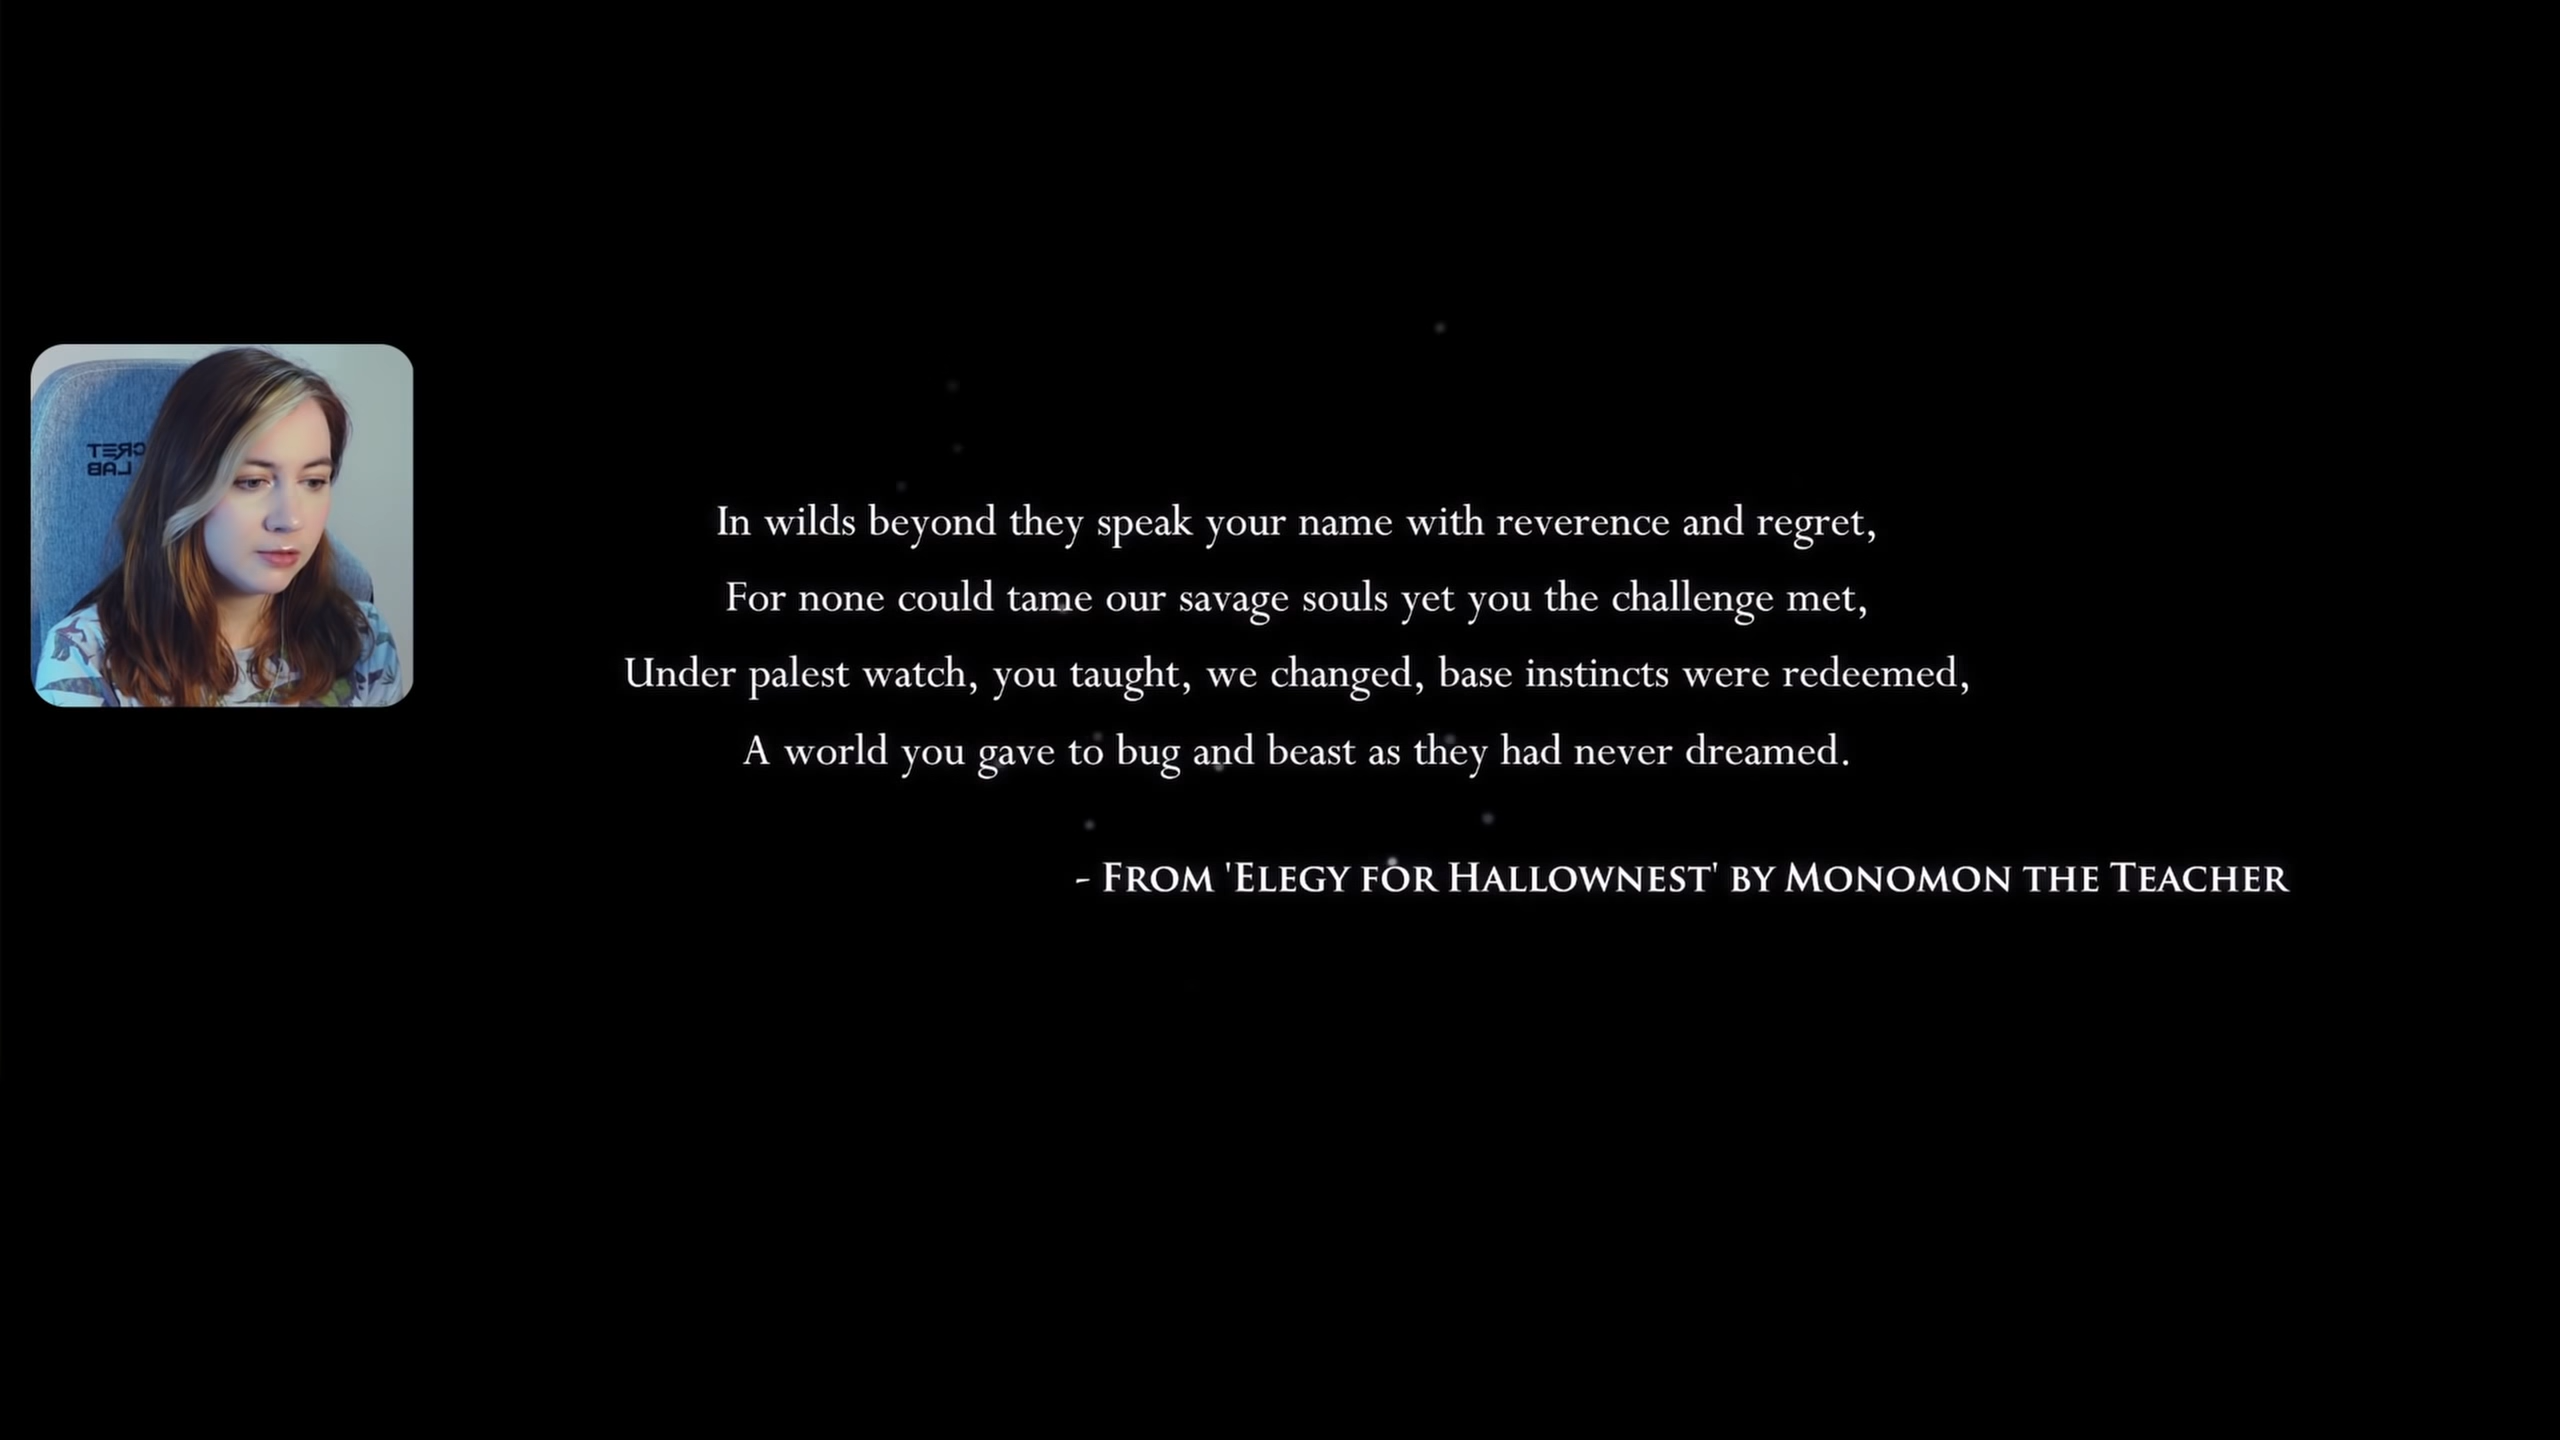 In wilds beyond they speak your name with reverence and regret,
For none could tame our savage souls yet you the challenge met,
Under palest watch, you taught, we changed, base instincts were redeemed,
A world you gave to bug and beast as they had never dreamed.
- From 'Elegy for Hallownest' by Monomon the Teacher
CRET
LAB